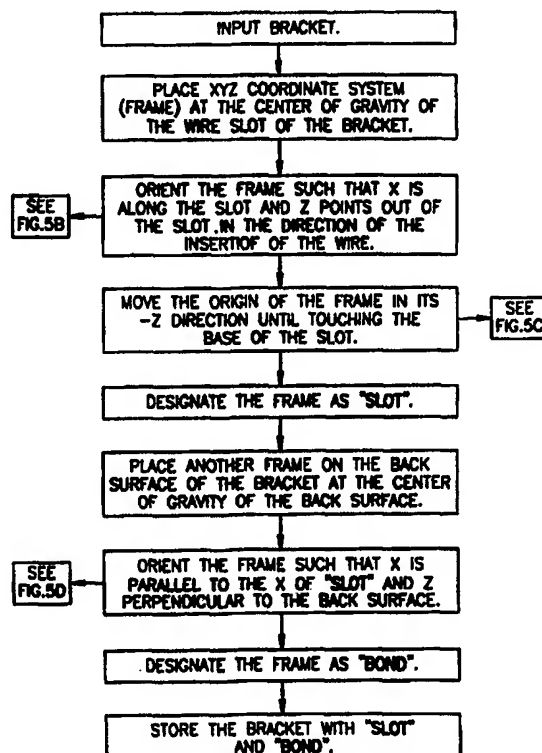 INPUT BRACKET.
PLACE XYZ COORDINATE SYSTEM
(FRAME) AT THE CENTER OF GRAVITY OF
THE WIRE SLOT OF THE BRACKET.
ORIENT THE FRAME SUCH THAT X IS
ALONG THE SLOT AND Z POINTS OUT OF
THE SLOT .IN THE DIRECTION OF THE
INSERTIOF OF THE WIRE.
SEE
FIG.5B
MOVE THE ORIGIN OF THE FRAME IN ITS
-Z DIRECTION UNTIL TOUCHING THE
BASE OF THE SLOT.
SEE
FIG.5C
DESIGNATE THE FRAME AS "SLOT".
PLACE ANOTHER FRAME ON THE BACK
SURFACE OF THE BRACKET AT THE CENTER
OF GRAVITY OF THE BACK SURFACE.
ORIENT THE FRAME SUCH THAT X IS
PARALLEL TO THE X OF "SLOT" AND Z
PERPENDICULAR TO THE BACK SURFACE.
SEE
FIG.5D
DESIGNATE THE FRAME AS "BOND".
STORE THE BRACKET WITH "SLOT"
AND "BOND".